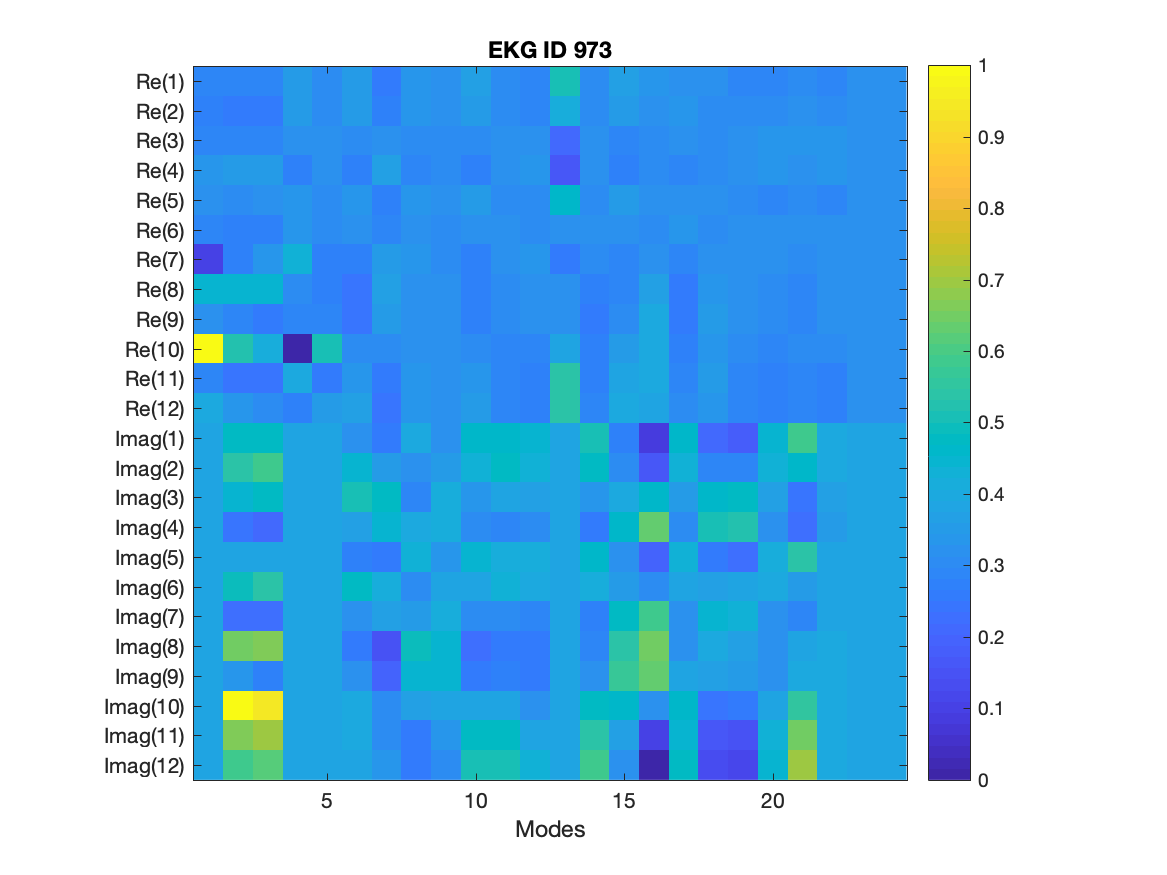 EKG ID 973
Re(1)
Re(2)
Re(3)
Re(4)
Re(5)
Re(6)
Re(7)
Re(8)
Re(9)
Re(10)
Re(11)
Re(12)
Imag(1)
Imag(2)
Imag(3)
Imag(4)
Imag(5)
Imag(6)
Imag(7)
Imag(8)
Imag(9)
Imag(10)
Imag(11)
Imag(12)
5 10 15 20
Modes
1
0.9
0.8
0.7
0.6
0.5
0.4
0.3
0.2
0.1
0